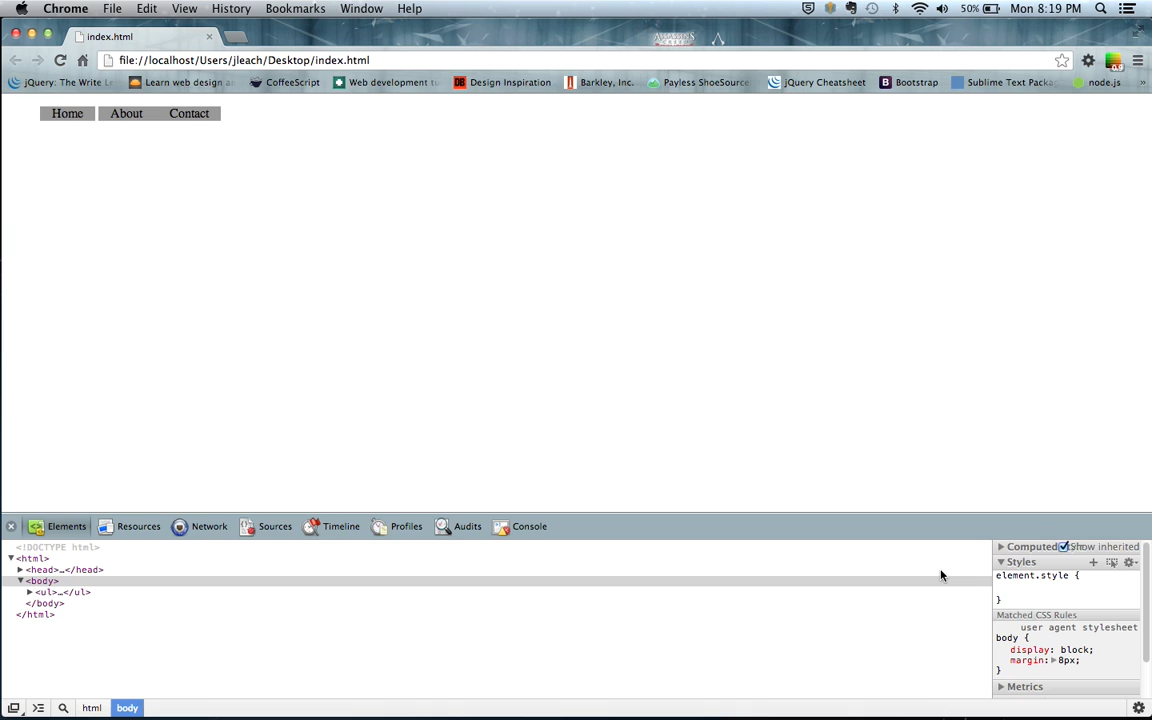 Chrome File Edit View History Bookmarks Window Help 50% Mon 8:19 PM
index.html
file://localhost/Users/jleach/Desktop/index.html
jQuery: The Write Le Learn web design a CoffeeScript Web development tu Design Inspiration Barkley, Inc. Payless ShoeSource jQuery Cheatsheet Bootstrap Sublime Text Packa node.js »
Home About Contact
Elements Resources Network Sources Timeline Profiles Audits Console
<!DOCTYPE html>
▼<html>
▶<head>…</head>
▼<body>
▶<ul>…</ul>
</body>
</html>
▶Computed Show inherited
▼Styles
element.style {
}
Matched CSS Rules
user agent stylesheet
body {
display: block;
margin:▶8px;
}
▶Metrics
html body